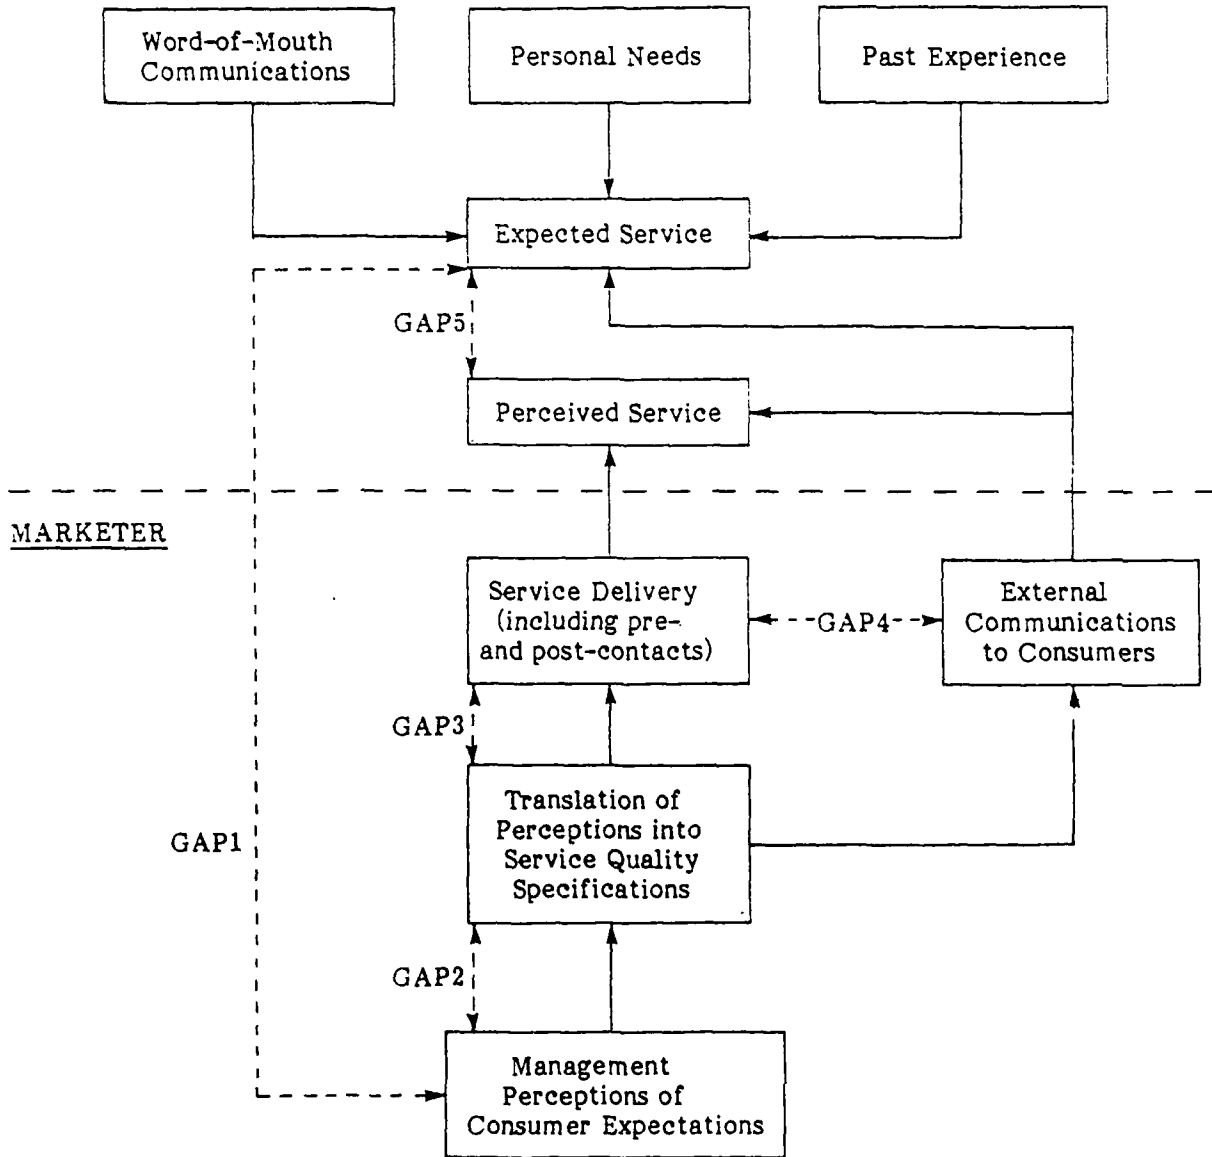 Word-of-Mouth
Communications
Personal Needs
Past Experience
Expected Service
GAP5
Perceived Service
MARKETER
Service Delivery
(including pre-
and post-contacts)
GAP4
External
Communications
to Consumers
GAP3
Translation of
Perceptions into
Service Quality
Specifications
GAP1
GAP2
Management
Perceptions of
Consumer Expectations